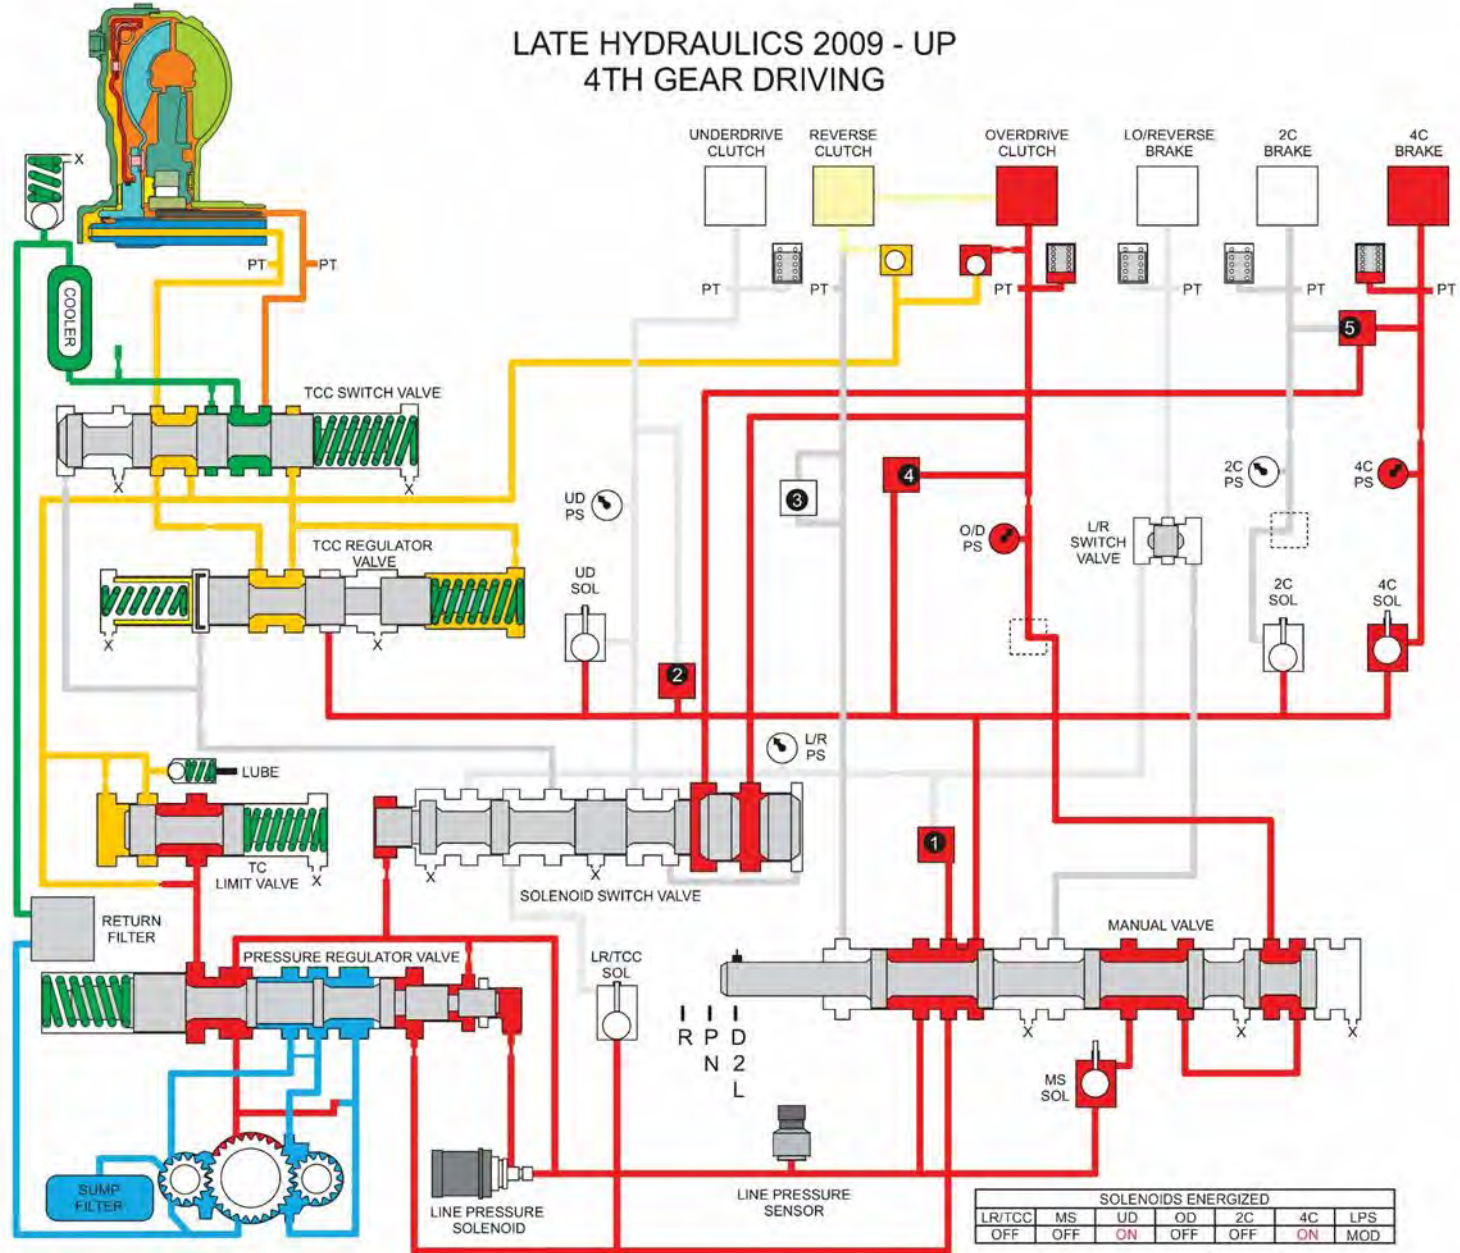 LATE HYDRAULICS 2009 - UP
4TH GEAR DRIVING
UNDERDRIVE
CLUTCH
REVERSE
CLUTCH
OVERDRIVE
CLUTCH
LO/REVERSE
BRAKE
2C
BRAKE
4C
BRAKE
X
PT
PT
PT
PT
PT
PT
PT
PT
COOLER
5
TCC SWITCH VALVE
X
X
UD
PS
3
4
2C
PS
4C
PS
O/D
PS
L/R
SWITCH
VALVE
TCC REGULATOR
VALVE
UD
SOL
2C
SOL
4C
SOL
X
X
2
L/R
PS
LUBE
1
TC
LIMIT VALVE
X
X
X
SOLENOID SWITCH VALVE
RETURN
FILTER
MANUAL VALVE
PRESSURE REGULATOR VALVE
LR/TCC
SOL
R
P
N
D
2
L
X
X
X
MS
SOL
SUMP
FILTER
LINE PRESSURE
SOLENOID
LINE PRESSURE
SENSOR
SOLENOIDS ENERGIZED
LR/TCC MS UD OD 2C 4C LPS
OFF OFF ON OFF OFF ON MOD